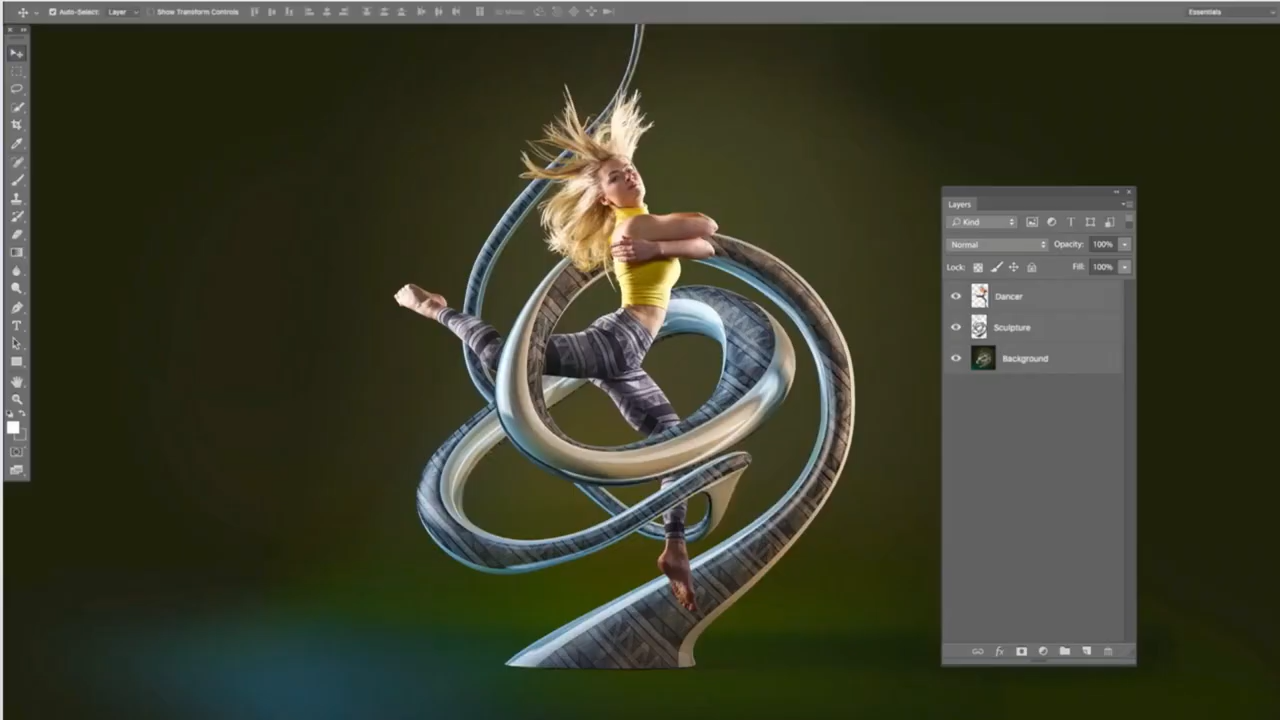 Auto-Select: Layer Show Transform Controls Essentials
Layers
Kind
Normal Opacity: 100%
Lock: Fill: 100%
Dancer
Sculpture
Background